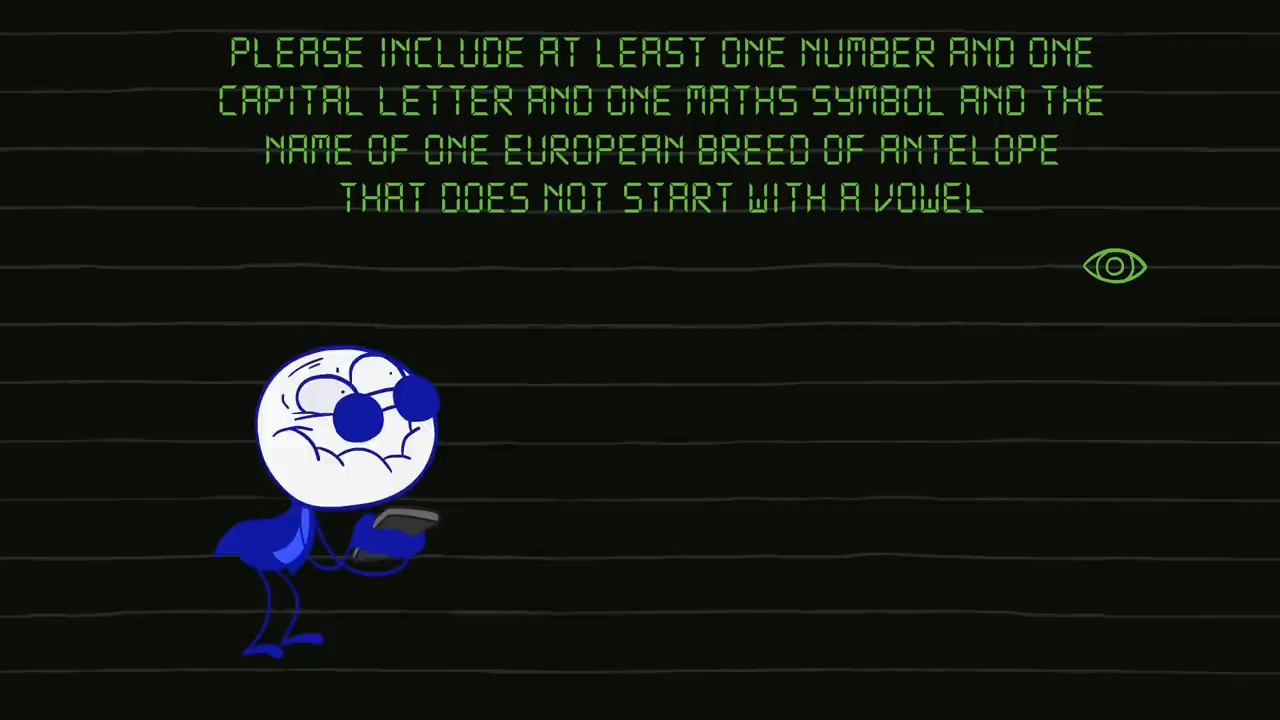 PLEASE INCLUDE AT LEAST ONE NUMBER AND ONE
CAPITAL LETTER AND ONE MATHS SYMBOL AND THE
NAME OF ONE EUROPEAN BREED OF ANTELOPE
THAT DOES NOT START WITH A VOWEL